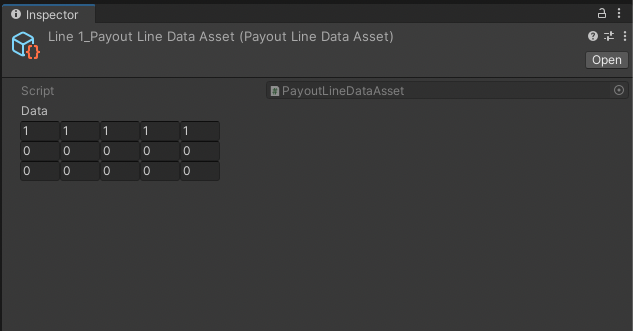 Inspector
Line 1_Payout Line Data Asset (Payout Line Data Asset)
Open
Script PayoutLineDataAsset
Data
1 1 1 1 1
0 0 0 0 0
0 0 0 0 0